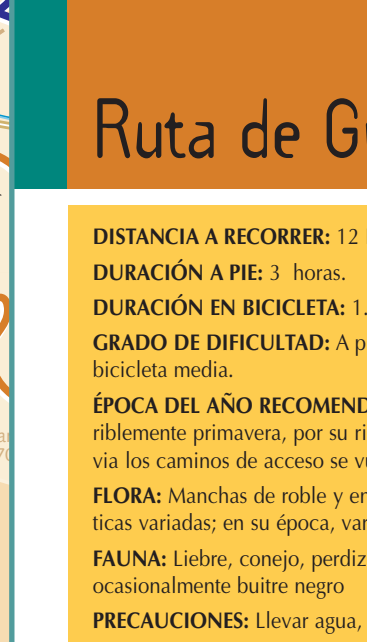 Ruta de Gu
DISTANCIA A RECORRER: 12
DURACIÓN A PIE: 3 horas.
DURACIÓN EN BICICLETA: 1.
GRADO DE DIFICULTAD: A p
bicicleta media.
ÉPOCA DEL AÑO RECOMEND
riblemente primavera, por su ri
via los caminos de acceso se vu
FLORA: Manchas de roble y en
ticas variadas; en su época, var
FAUNA: Liebre, conejo, perdiz
ocasionalmente buitre negro
PRECAUCIONES: Llevar agua,